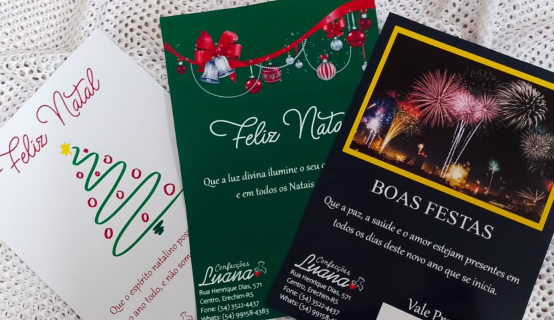 Feliz Natal
Que o espírito natalino
ano todo, e não som
Feliz
Que a luz divina ilumine o seu
e em todos os Natais
Confecções
Luana
Rua Henrique Dias, 571
Centro, Erechim-RS
Fone: (54) 3522-4437
Whats: (54) 99158-4383
BOAS FESTAS
Que a paz, a saúde e o amor estejam presentes em
todos os dias deste novo ano que se inicia.
Confecções
Luana
Rua Henrique Dias, 571
Centro, Erechim-RS
Fone: (54) 3522-4437
Whats: (54) 99158-
Vale